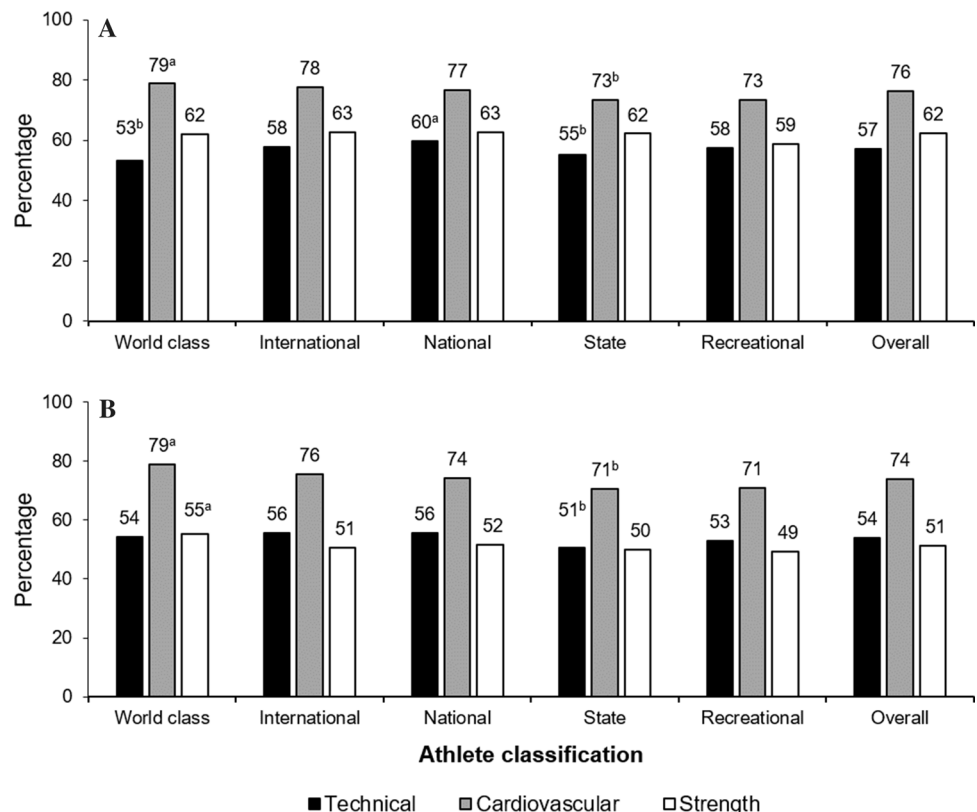 A
100
80
60
40
20
0
Percentage
53ᵇ 79ᵃ 62
58 78 63
60ᵃ 77 63
55ᵇ 73ᵇ 62
58 73 59
57 76 62
World class International National State Recreational Overall
B
100
80
60
40
20
0
Percentage
54 79ᵃ 55ᵃ
56 76 51
56 74 52
51ᵇ 71ᵇ 50
53 71 49
54 74 51
World class International National State Recreational Overall
Athlete classification
Technical Cardiovascular Strength